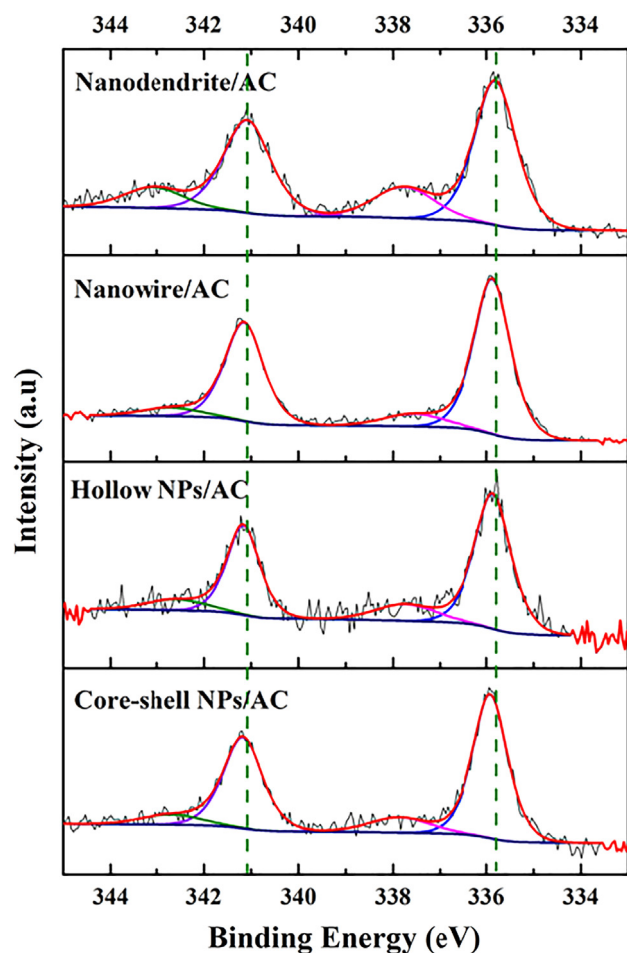 344 342 340 338 336 334
Nanodendrite/AC
Nanowire/AC
Hollow NPs/AC
Core-shell NPs/AC
Intensity (a.u)
344 342 340 338 336 334
Binding Energy (eV)